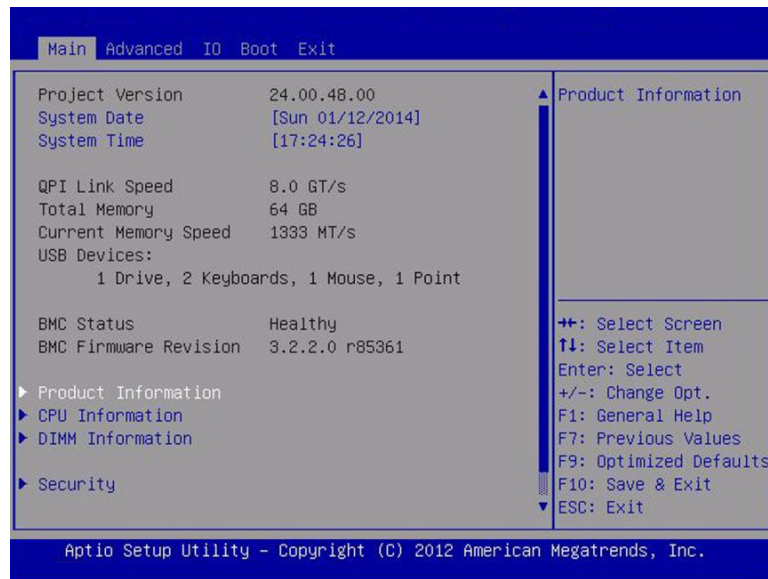 Main Advanced IO Boot Exit
Project Version 24.00.48.00
System Date [Sun 01/12/2014]
System Time [17:24:26]
QPI Link Speed 8.0 GT/s
Total Memory 64 GB
Current Memory Speed 1333 MT/s
USB Devices:
1 Drive, 2 Keyboards, 1 Mouse, 1 Point
BMC Status Healthy
BMC Firmware Revision 3.2.2.0 r85361
Product Information
CPU Information
DIMM Information
Security
Product Information
→←: Select Screen
↑↓: Select Item
Enter: Select
+/-: Change Opt.
F1: General Help
F7: Previous Values
F9: Optimized Defaults
F10: Save & Exit
ESC: Exit
Aptio Setup Utility - Copyright (C) 2012 American Megatrends, Inc.